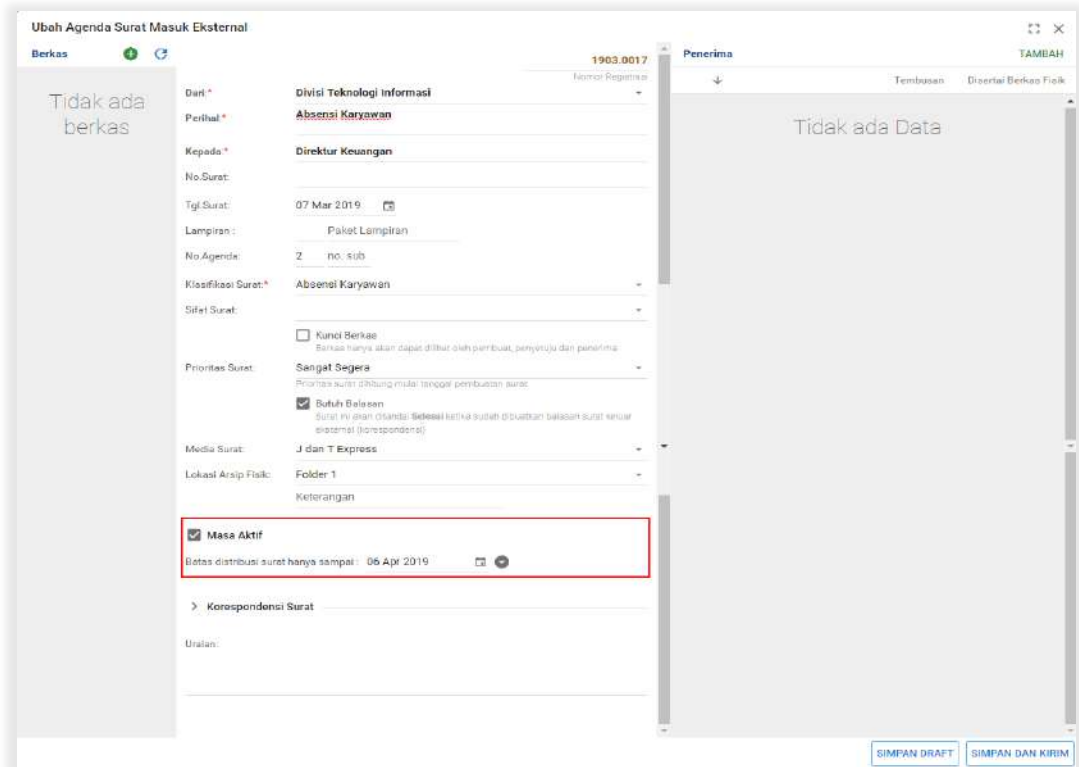 Ubah Agenda Surat Masuk Eksternal
Berkas
Tidak ada
berkas
1903.0017
Nomor Registrasi
Dari:* Divisi Teknologi Informasi
Perihal:* Absensi Karyawan
Kepada:* Direktur Keuangan
No.Surat:
Tgl.Surat: 07 Mar 2019
Lampiran : Paket Lampiran
No.Agenda: 2 no. sub
Klasifikasi Surat:* Absensi Karyawan
Sifat Surat:
Kunci Berkas
Berkas hanya akan dapat dilihat oleh pembuat, penyetuju dan penerima
Prioritas Surat: Sangat Segera
Prioritas surat dihitung mulai tanggal pembuatan surat
Butuh Balasan
Surat ini akan ditandai Selesai ketika sudah dibuatkan balasan surat keluar
eksternal (korespondensi)
Media Surat: J dan T Express
Lokasi Arsip Fisik: Folder 1
Keterangan
Masa Aktif
Batas distribusi surat hanya sampai : 06 Apr 2019
Korespondensi Surat
Uraian:
Penerima TAMBAH
Tembusan Disertai Berkas Fisik
Tidak ada Data
SIMPAN DRAFT SIMPAN DAN KIRIM